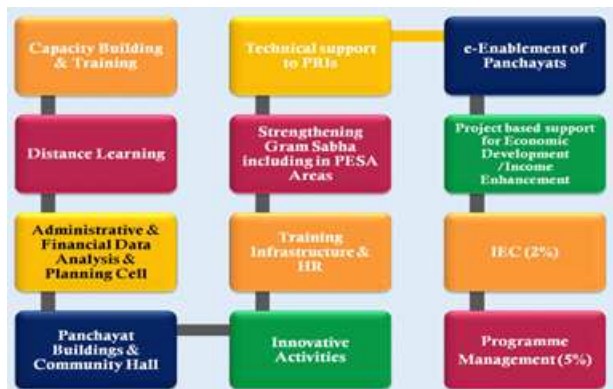 Capacity Building
& Training
Distance Learning
Administrative &
Financial Data
Analysis &
Planning Cell
Panchayat
Buildings &
Community Hall
Innovative
Activities
Training
Infrastructure &
HR
Strengthening
Gram Sabha
including in PESA
Areas
Technical support
to PRIs
e-Enablement of
Panchayats
Project based support
for Economic
Development
/Income
Enhancement
IEC (2%)
Programme
Management (5%)